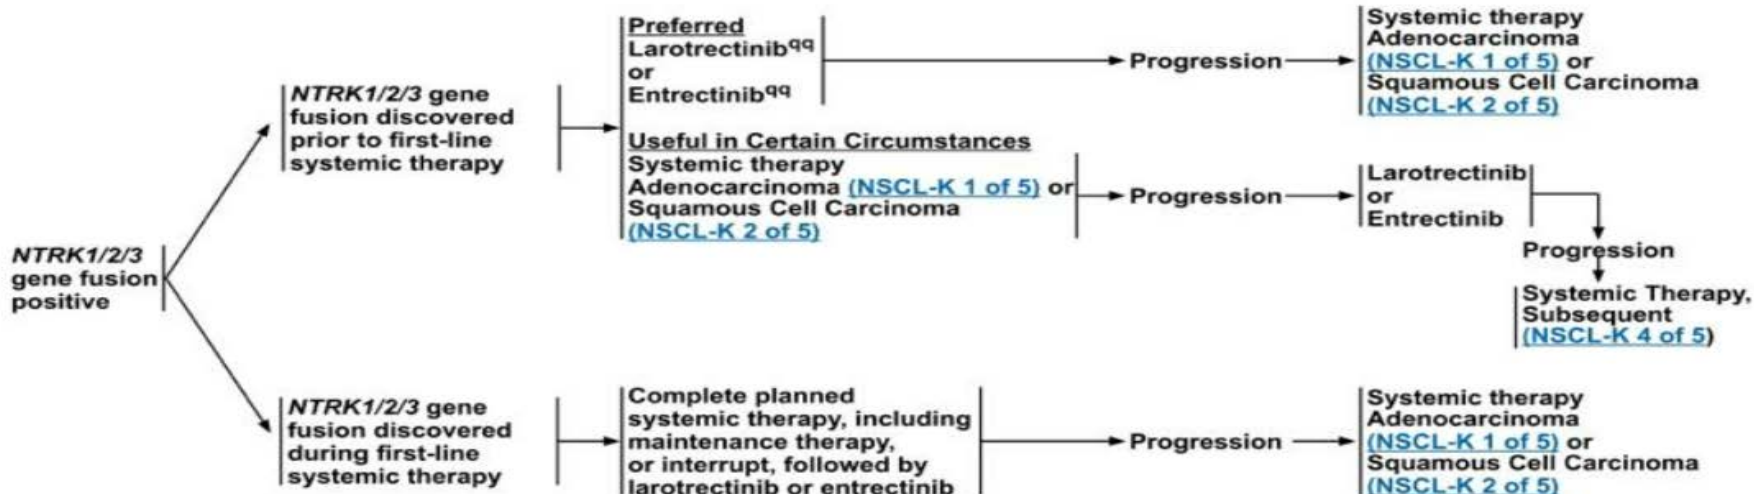 NTRK1/2/3
gene fusion
positive
NTRK1/2/3 gene
fusion discovered
prior to first-line
systemic therapy
Preferred
Larotrectinibqq
or
Entrectinibqq
Useful in Certain Circumstances
Systemic therapy
Adenocarcinoma (NSCL-K 1 of 5) or
Squamous Cell Carcinoma
(NSCL-K 2 of 5)
Progression
Systemic therapy
Adenocarcinoma
(NSCL-K 1 of 5) or
Squamous Cell Carcinoma
(NSCL-K 2 of 5)
Progression
Larotrectinib
or
Entrectinib
Progression
Systemic Therapy,
Subsequent
(NSCL-K 4 of 5)
NTRK1/2/3 gene
fusion discovered
during first-line
systemic therapy
Complete planned
systemic therapy, including
maintenance therapy,
or interrupt, followed by
larotrectinib or entrectinib
Progression
Systemic therapy
Adenocarcinoma
(NSCL-K 1 of 5) or
Squamous Cell Carcinoma
(NSCL-K 2 of 5)